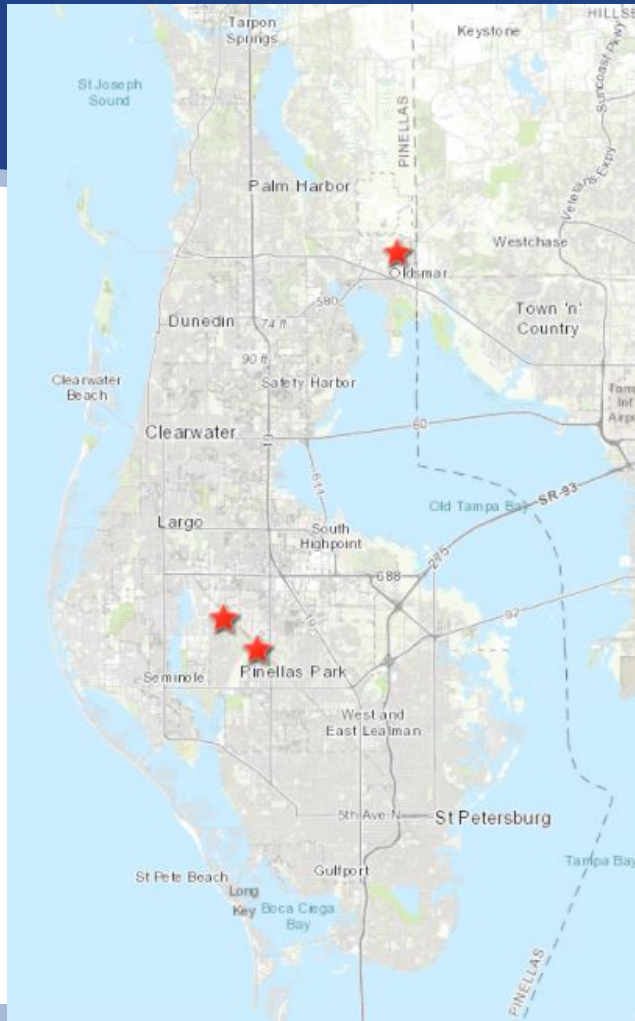 Tarpon
Springs
Keystone
HILLSB
St Joseph
Sound
Suncoast Pkwy
PINELLAS
Palm Harbor
Veterans Expy
Westchase
Oldsmar
580
Town 'n'
Country
Dunedin
74 ft
90 ft
Clearwater
Beach
Safety Harbor
Tam
Int
Airp
60
Clearwater
19
611
SR-93
Old Tampa Bay
Largo
South
Highpoint
275
688
92
19
Seminole
Pinellas Park
West and
East Lealman
5th Ave N
St Petersburg
Tampa Bay
St Pete Beach
Gulfport
Long
Key
Boca Ciega
Bay
PINELLAS